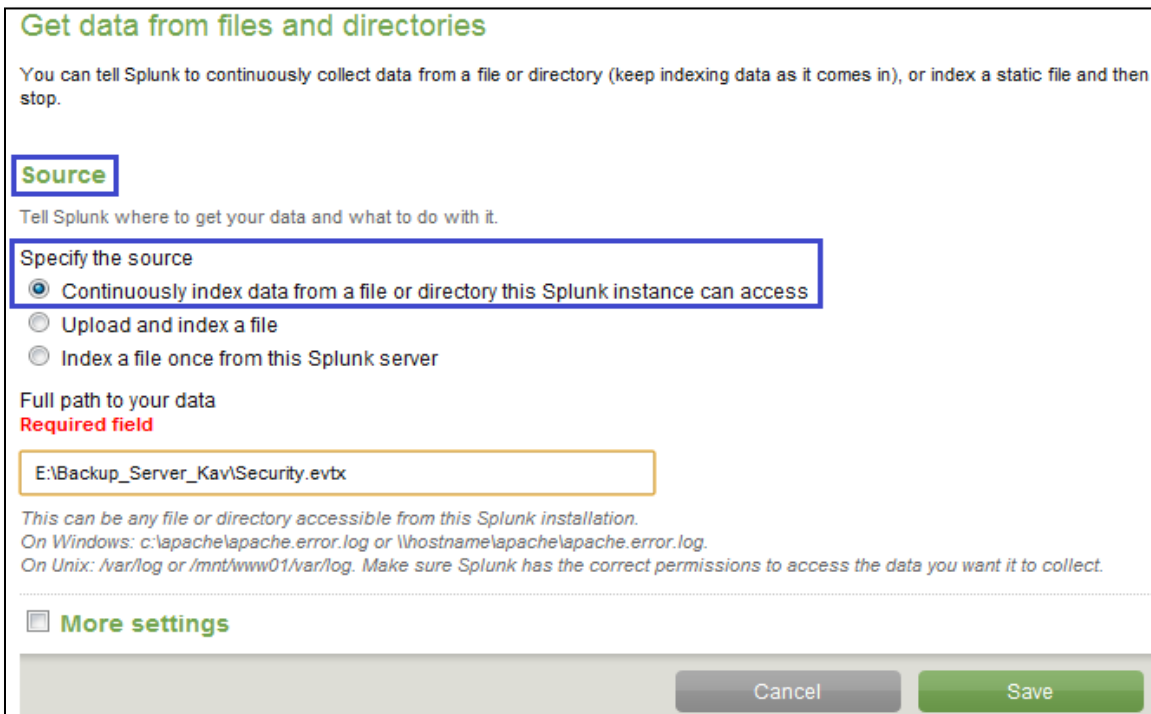 Get data from files and directories
You can tell Splunk to continuously collect data from a file or directory (keep indexing data as it comes in), or index a static file and then
stop.
Source
Tell Splunk where to get your data and what to do with it.
Specify the source
Continuously index data from a file or directory this Splunk instance can access
Upload and index a file
Index a file once from this Splunk server
Full path to your data
Required field
E:\Backup_Server_Kav\Security.evtx
This can be any file or directory accessible from this Splunk installation.
On Windows: c:\apache\apache.error.log or \\hostname\apache\apache.error.log.
On Unix: /var/log or /mnt/www01/var/log. Make sure Splunk has the correct permissions to access the data you want it to collect.
More settings
Cancel Save